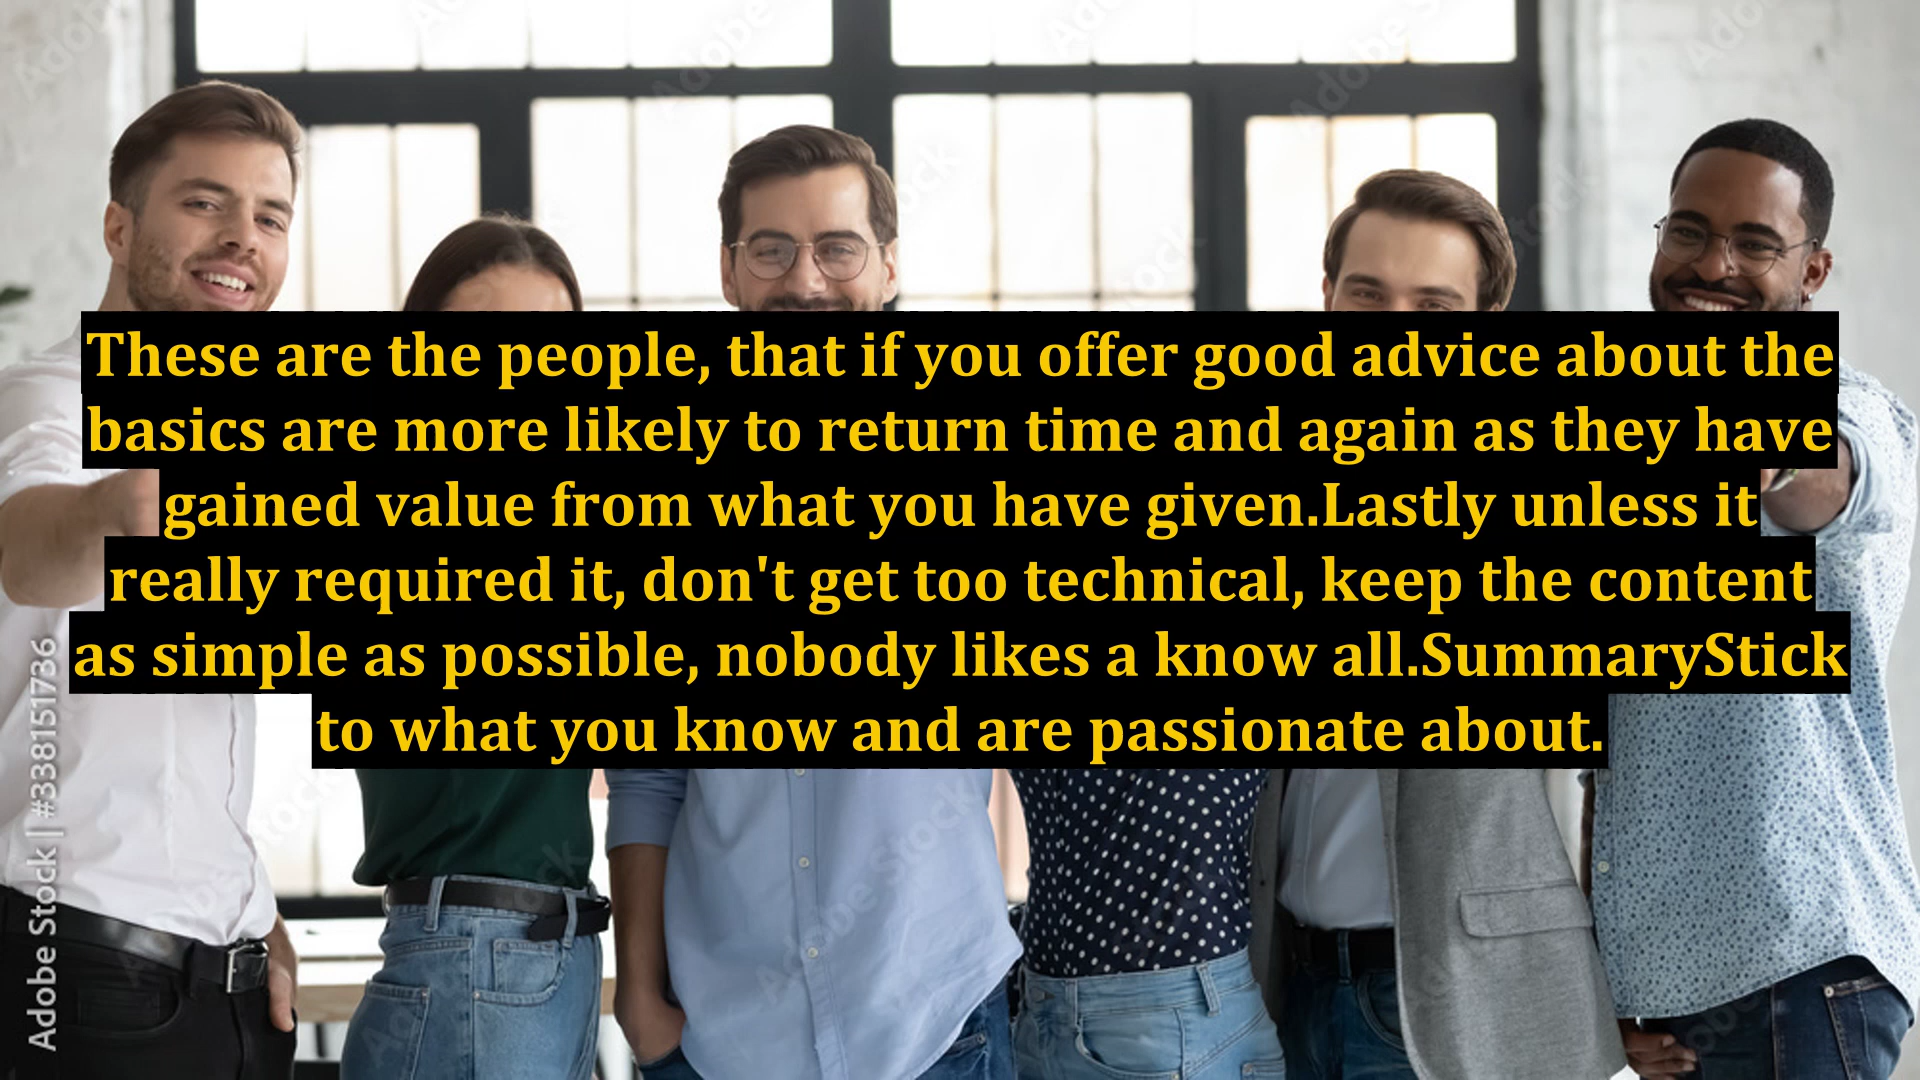 These are the people, that if you offer good advice about the
basics are more likely to return time and again as they have
gained value from what you have given.Lastly unless it
really required it, don't get too technical, keep the content
as simple as possible, nobody likes a know all.SummaryStick
to what you know and are passionate about.
Adobe Stock | #338151736